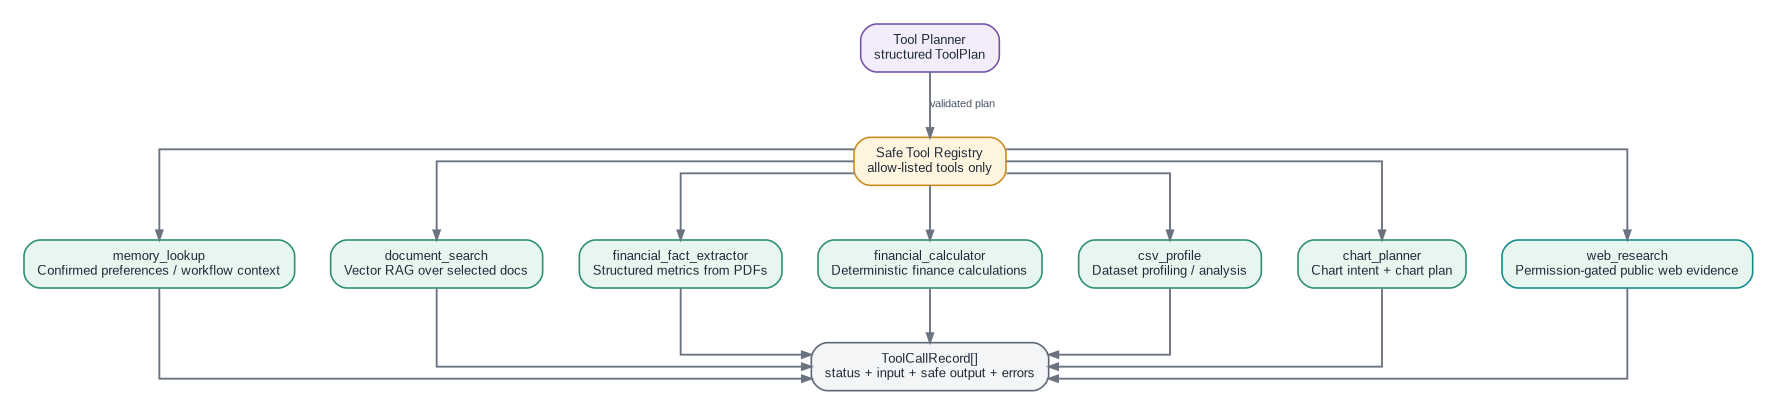 Tool Planner
structured ToolPlan
validated plan
Safe Tool Registry
allow-listed tools only
memory_lookup
Confirmed preferences / workflow context
document_search
Vector RAG over selected docs
financial_fact_extractor
Structured metrics from PDFs
financial_calculator
Deterministic finance calculations
csv_profile
Dataset profiling / analysis
chart_planner
Chart intent + chart plan
web_research
Permission-gated public web evidence
ToolCallRecord[]
status + input + safe output + errors